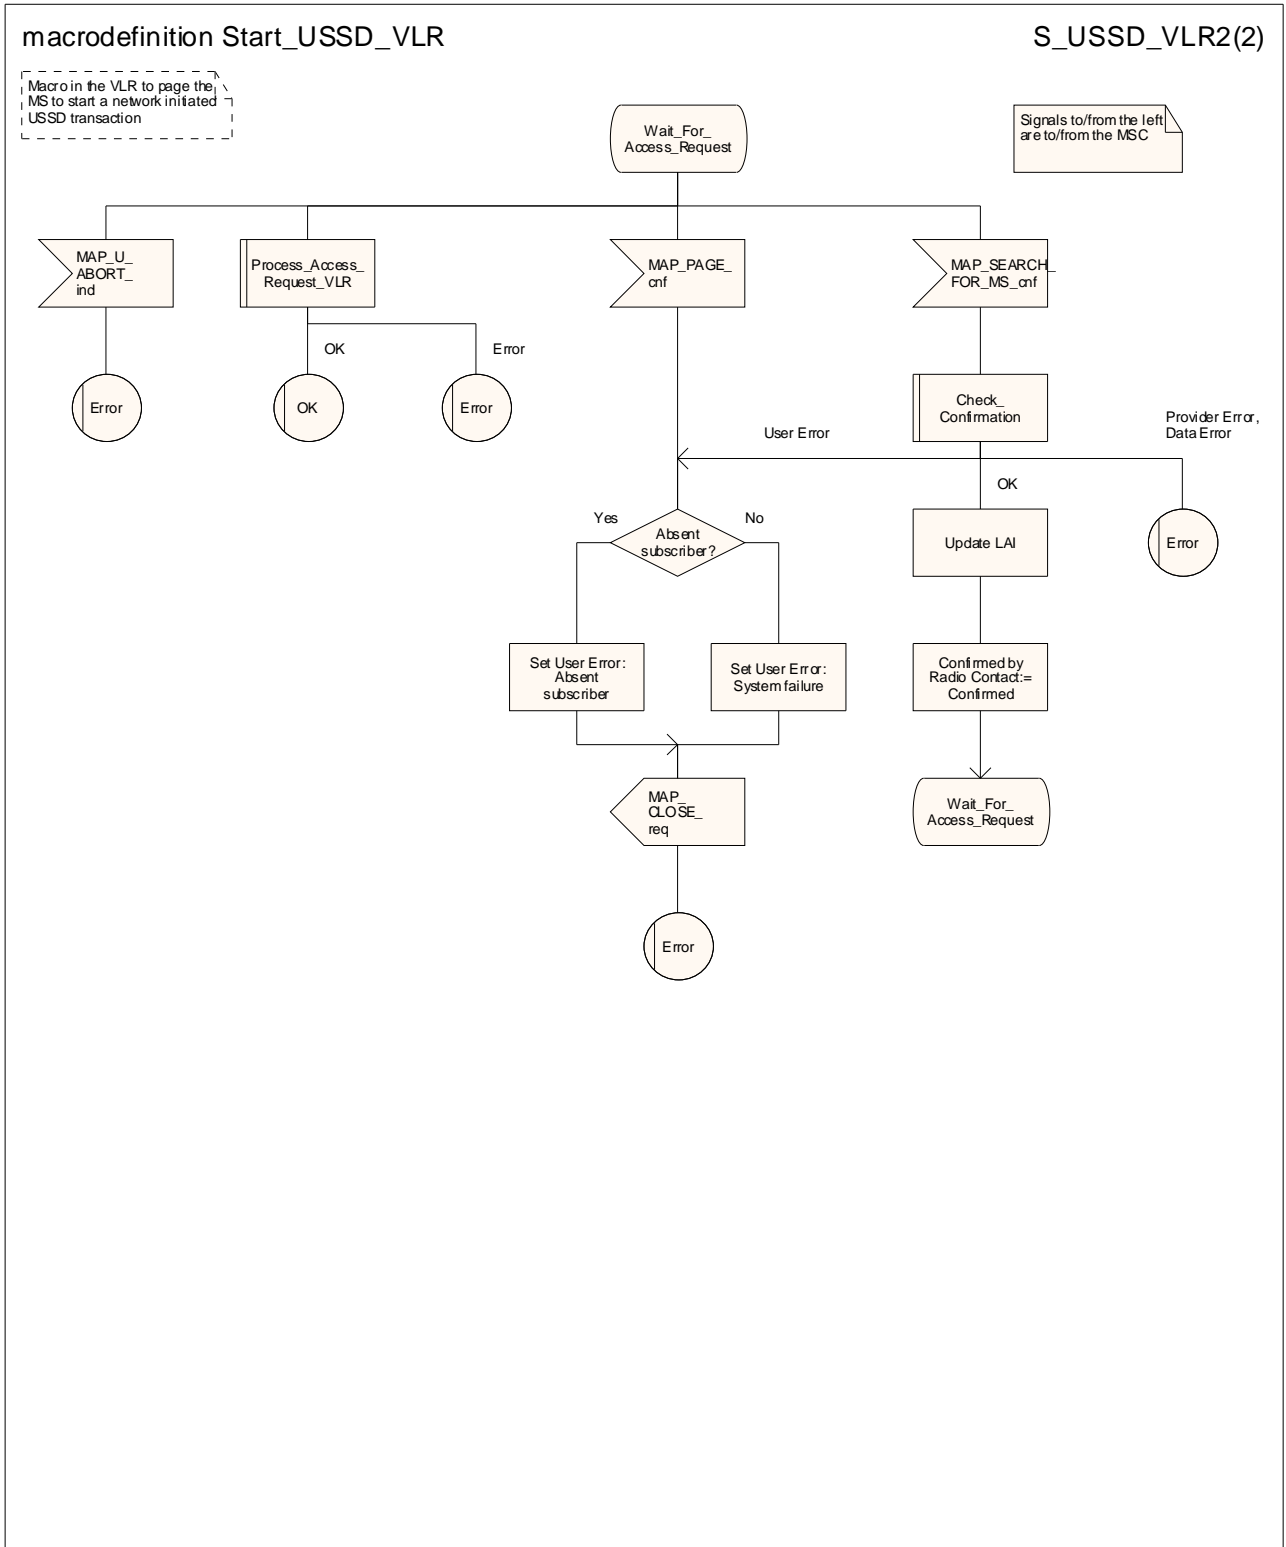 macrodefinition Start_USSD_VLR
S_USSD_VLR2(2)
Macro in the VLR to page the
MS to start a network initiated
USSD transaction
Wait_For_
Access_Request
Signals to/from the left
are to/from the MSC
MAP_U_
ABORT_
ind
Process_Access_
Request_VLR
MAP_PAGE_
cnf
MAP_SEARCH_
FOR_MS_cnf
OK
Error
Error
OK
Error
Check_
Confirmation
User Error
Provider Error,
Data Error
OK
Yes
No
Absent
subscriber?
Update LAI
Error
Set User Error:
Absent
subscriber
Set User Error:
System failure
Confirmed by
Radio Contact:=
Confirmed
MAP_
CLOSE_
req
Wait_For_
Access_Request
Error